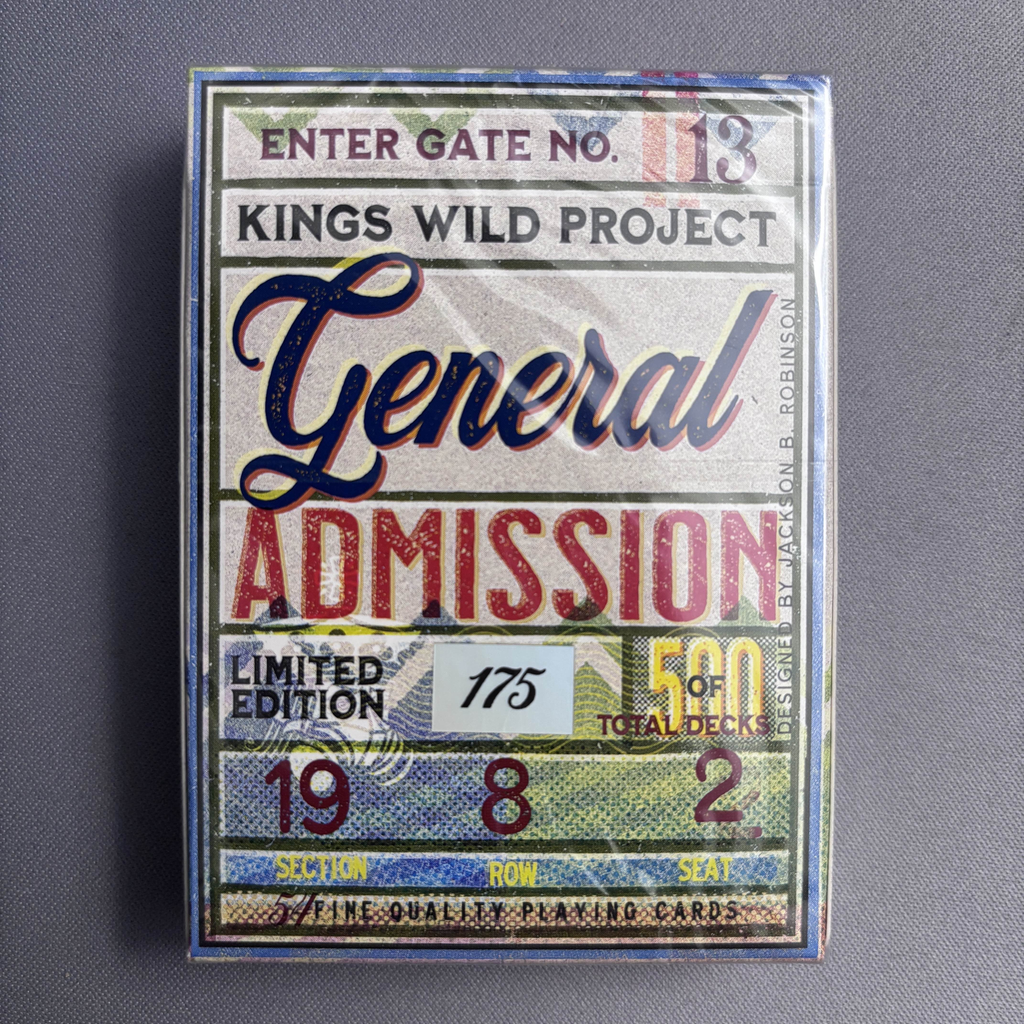 ENTER GATE NO. 13
KINGS WILD PROJECT
General
ADMISSION
DESIGNED BY JACKSON B. ROBINSON
LIMITED
EDITION
175
OF
500
TOTAL DECKS
19 8 2
SECTION ROW SEAT
54 FINE QUALITY PLAYING CARDS